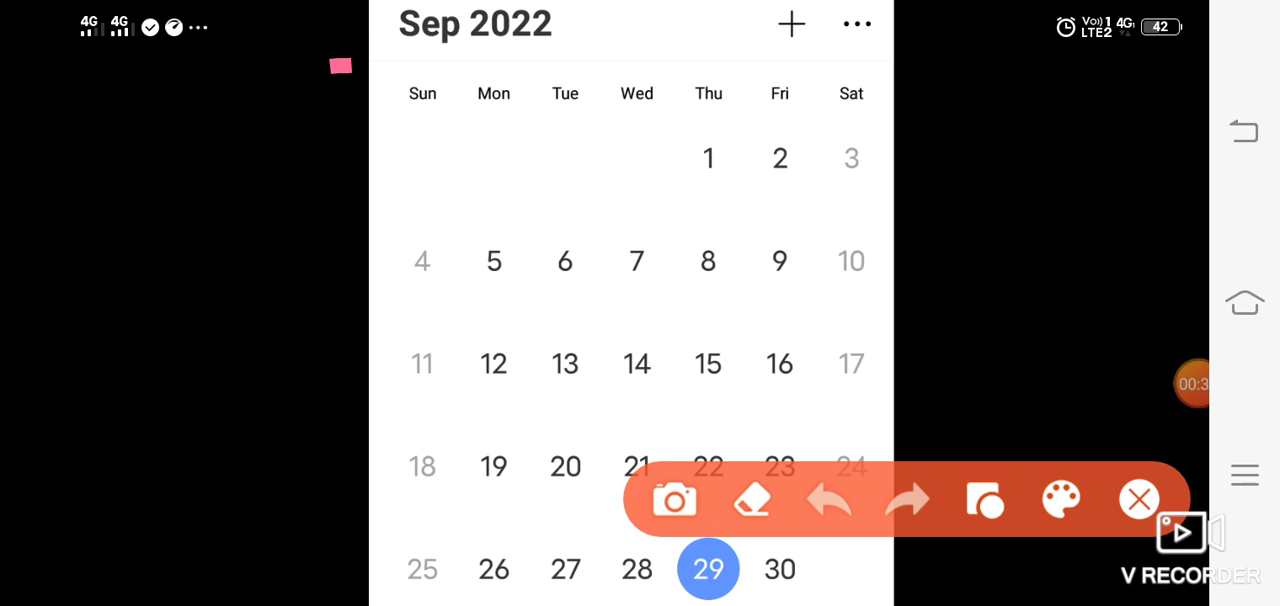 4G 4G
Vo)) 1 4G
LTE2
42
Sep 2022
Sun Mon Tue Wed Thu Fri Sat
1 2 3
4 5 6 7 8 9 10
11 12 13 14 15 16 17
18 19 20 21 22 23 24
25 26 27 28 29 30
00:3
V RECORDER